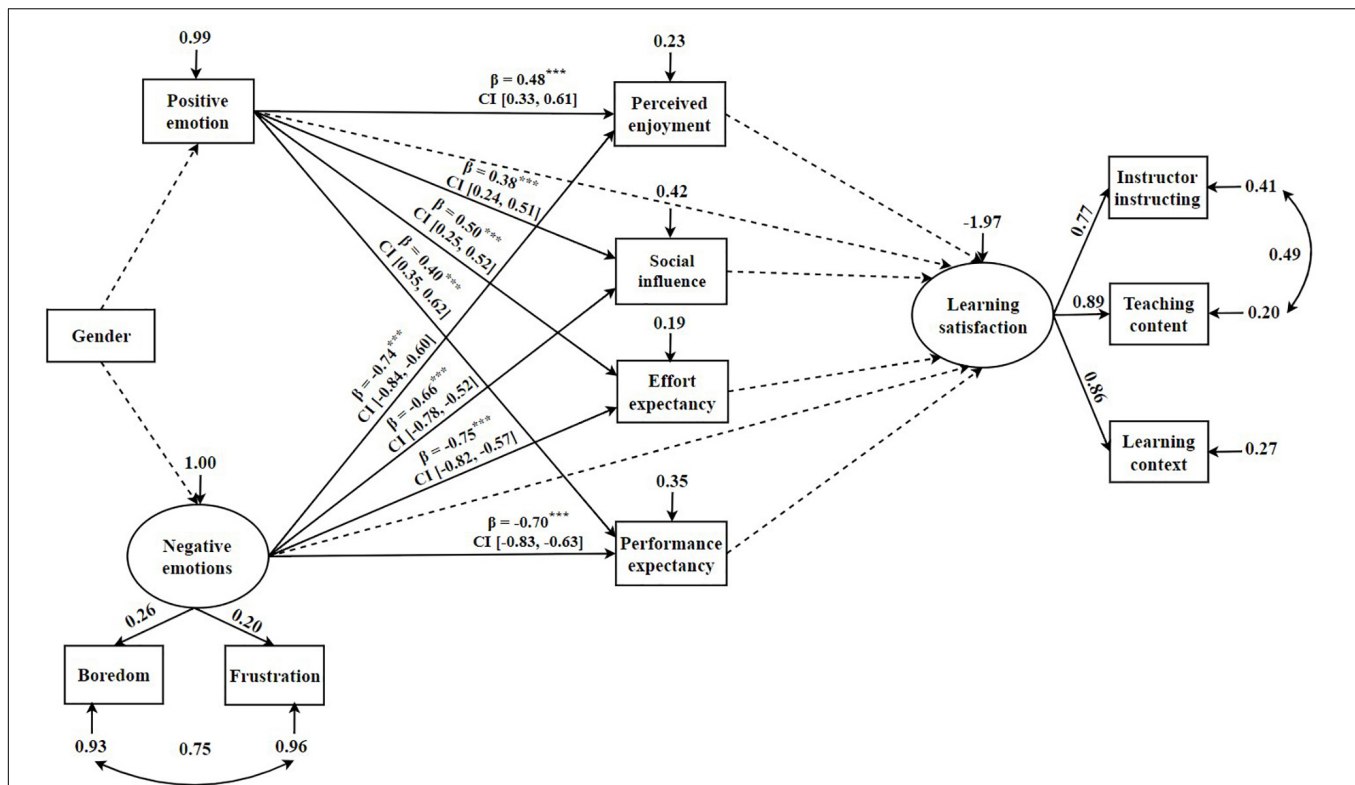 0.99
Positive
emotion
β = 0.48***
CI [0.33, 0.61]
0.23
Perceived
enjoyment
β = 0.38***
CI [0.24, 0.51]
β = 0.50***
CI [0.25, 0.52]
β = 0.40***
CI [0.35, 0.62]
0.42
Social
influence
Gender
0.19
Effort
expectancy
β = -0.74***
CI [-0.84, -0.60]
β = -0.66***
CI [-0.78, -0.52]
β = -0.75***
CI [-0.82, -0.57]
1.00
Negative
emotions
β = -0.70***
CI [-0.83, -0.63]
0.35
Performance
expectancy
0.26
0.20
Boredom
Frustration
0.93
0.75
0.96
-1.97
Learning
satisfaction
0.77
0.89
0.86
Instructor
instructing
0.41
0.49
Teaching
content
0.20
Learning
context
0.27